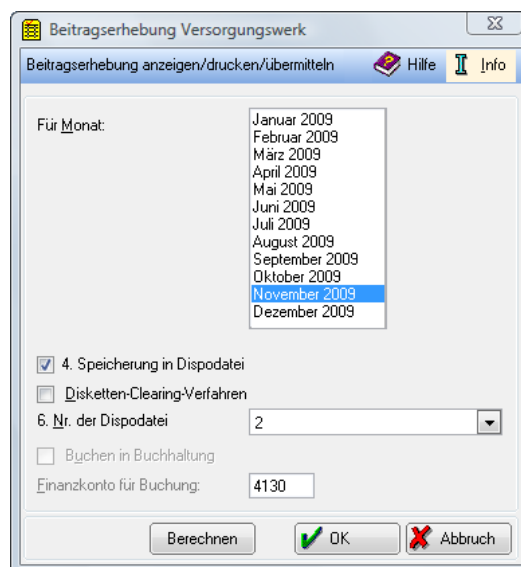 Beitragserhebung Versorgungswerk
Beitragserhebung anzeigen/drucken/übermitteln Hilfe Info
Für Monat:
Januar 2009
Februar 2009
März 2009
April 2009
Mai 2009
Juni 2009
Juli 2009
August 2009
September 2009
Oktober 2009
November 2009
Dezember 2009
4. Speicherung in Dispodatei
Disketten-Clearing-Verfahren
6. Nr. der Dispodatei 2
Buchen in Buchhaltung
Finanzkonto für Buchung: 4130
Berechnen OK Abbruch